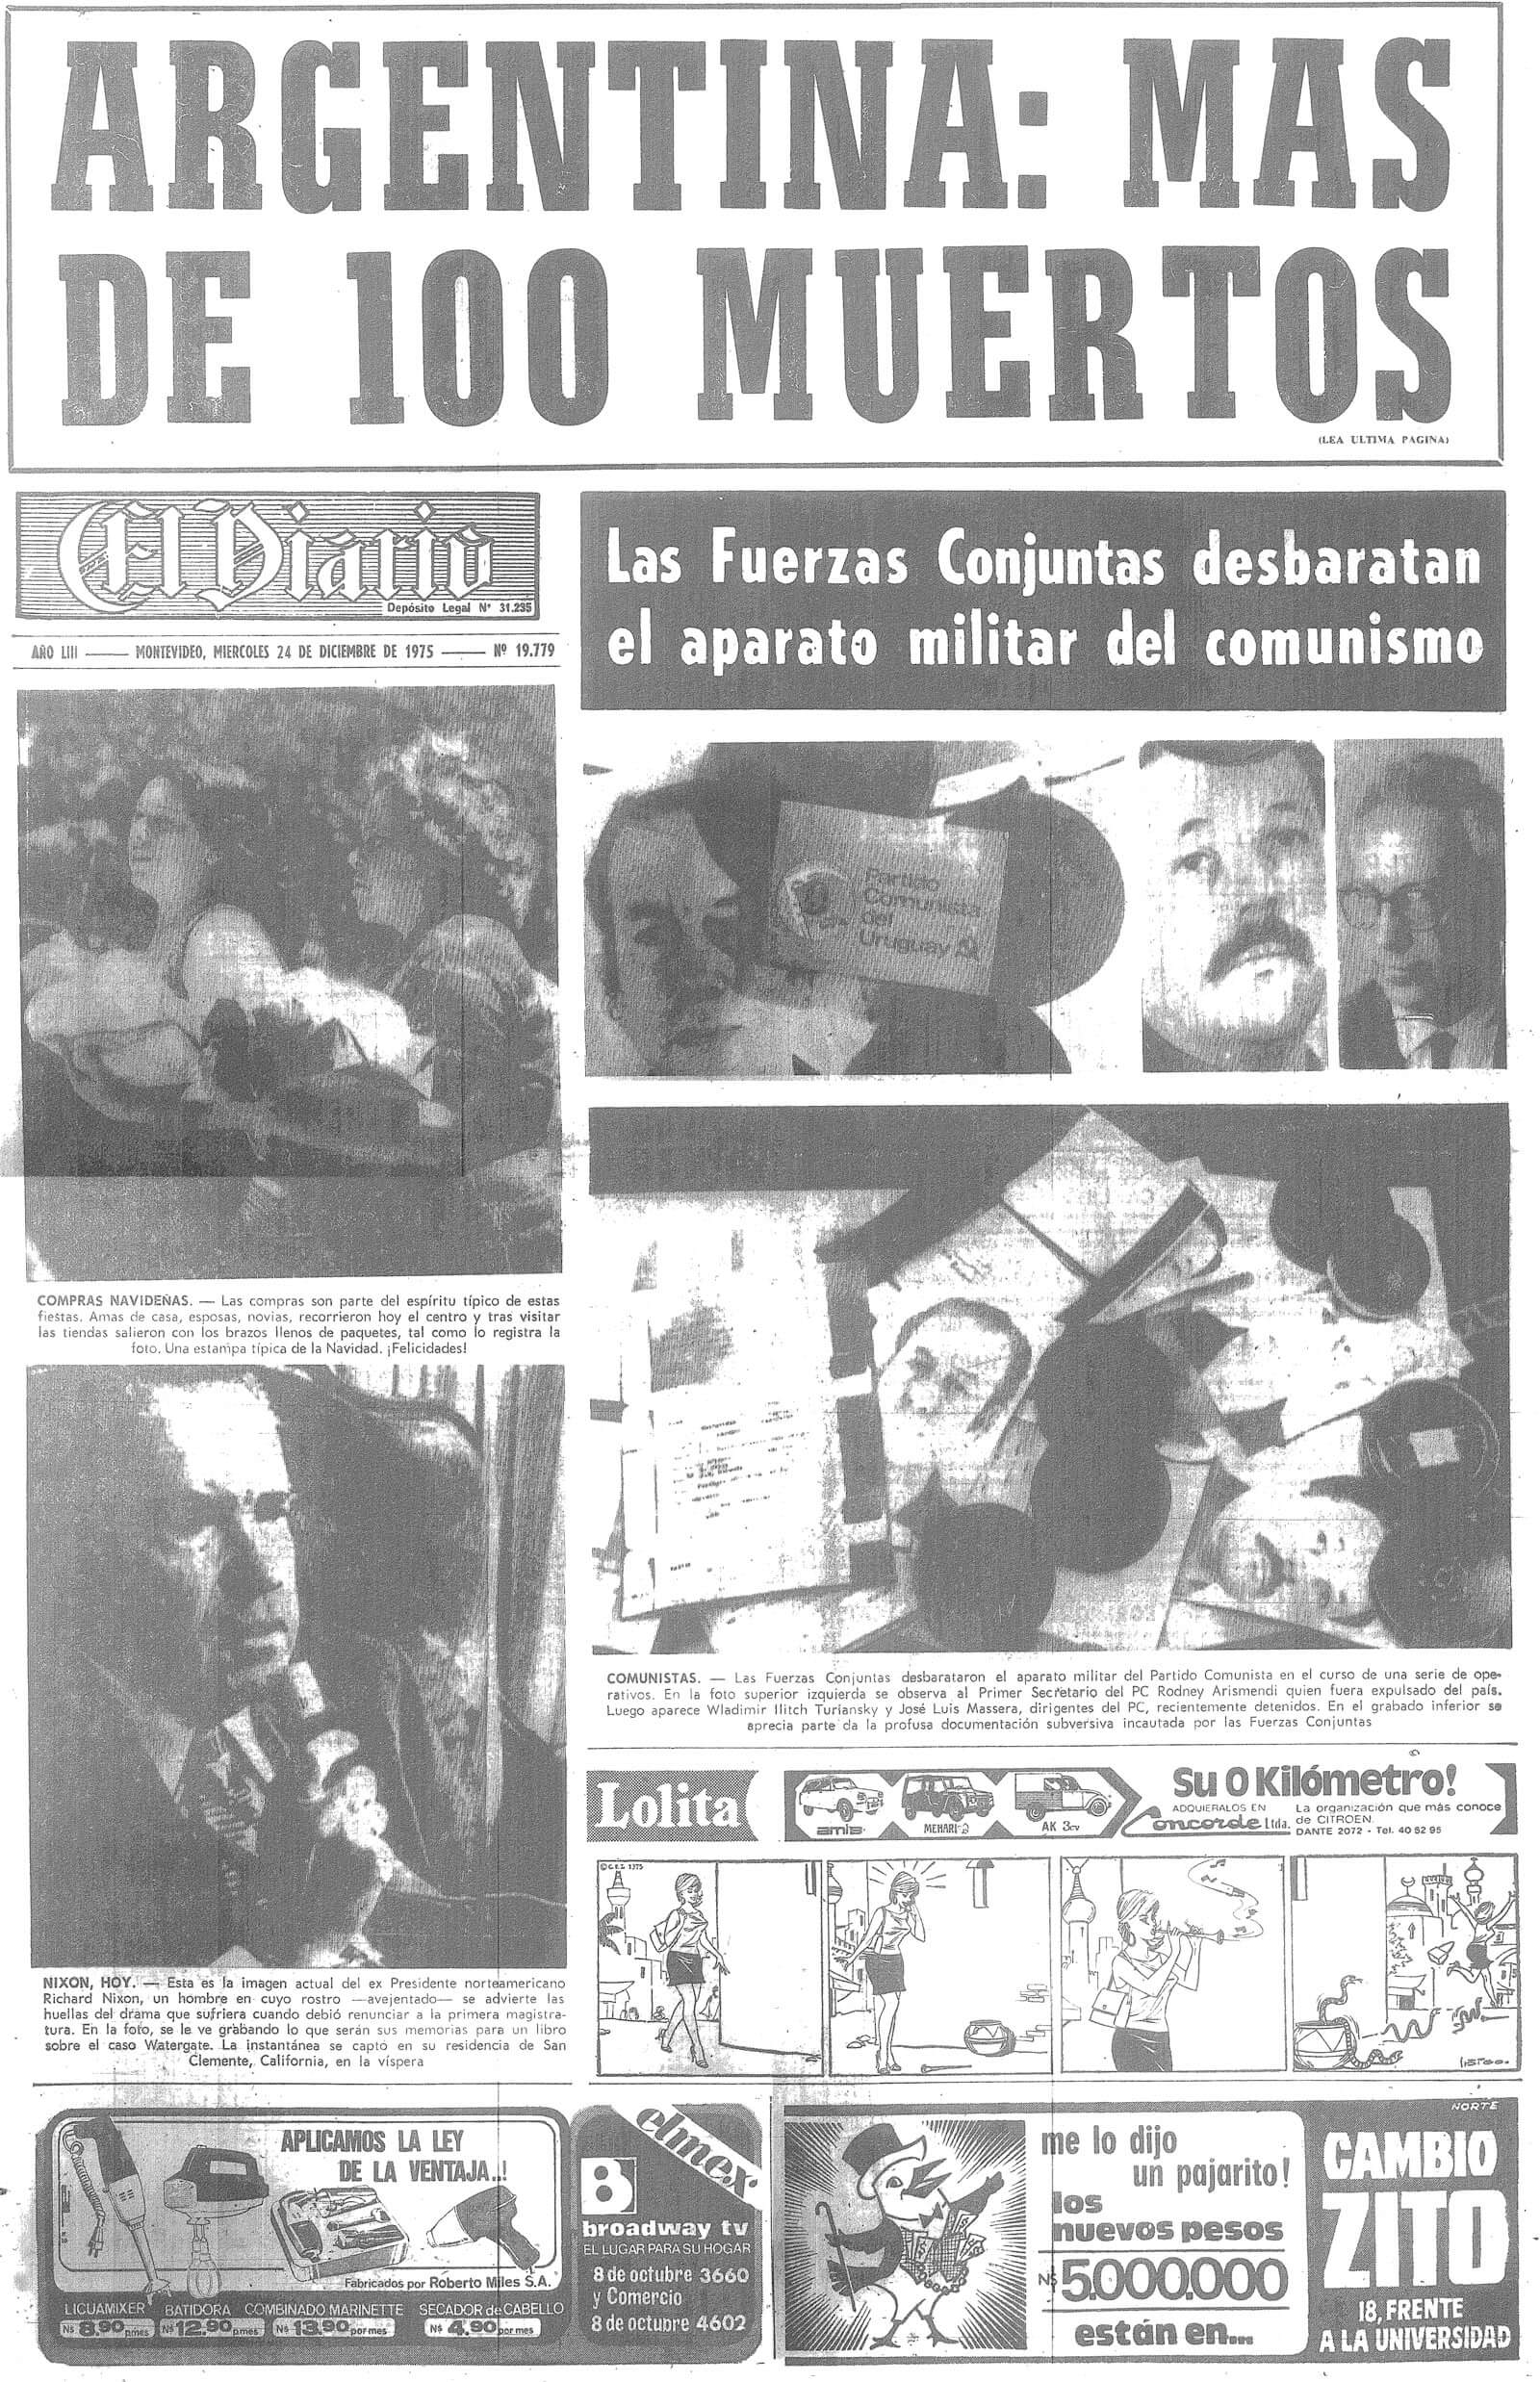 ARGENTINA: MAS
DE 100 MUERTOS
(LEA ULTIMA PAGINA)
El Diario
Depósito Legal Nº 31.235
AÑO LIII — MONTEVIDEO, MIERCOLES 24 DE DICIEMBRE DE 1975 — Nº 19.779
Las Fuerzas Conjuntas desbaratan
el aparato militar del comunismo
Partido
Comunista
del
Uruguay
COMPRAS NAVIDEÑAS. — Las compras son parte del espíritu típico de estas
fiestas. Amas de casa, esposas, novias, recorrieron hoy el centro y tras visitar
las tiendas salieron con los brazos llenos de paquetes, tal como lo registra la
foto. Una estampa típica de la Navidad. ¡Felicidades!
NIXON, HOY. — Esta es la imagen actual del ex Presidente norteamericano
Richard Nixon, un hombre en cuyo rostro —avejentado— se advierte las
huellas del drama que sufriera cuando debió renunciar a la primera magistra-
tura. En la foto, se le ve grabando lo que serán sus memorias para un libro
sobre el caso Watergate. La instantánea se captó en su residencia de San
Clemente, California, en la víspera
COMUNISTAS. — Las Fuerzas Conjuntas desbarataron el aparato militar del Partido Comunista en el curso de una serie de ope-
rativos. En la foto superior izquierda se observa al Primer Secretario del PC Rodney Arismendi quien fuera expulsado del país.
Luego aparece Wladimir Ilitch Turiansky y José Luis Massera, dirigentes del PC, recientemente detenidos. En el grabado inferior se
aprecia parte da la profusa documentación subversiva incautada por las Fuerzas Conjuntas
Lolita
amis
MEHARI-2
AK 3cv
Su 0 Kilómetro!
ADQUIERALOS EN
Concorde Ltda.
La organización que más conoce
de CITROËN.
DANTE 2072 - Tel. 40 52 95
© C.E.I. 1975
NORTE
APLICAMOS LA LEY
DE LA VENTAJA..!
Fabricados por Roberto Miles S.A.
LICUAMIXER
N$ 8.90 p.mes
BATIDORA
N$ 12.90 p.mes
COMBINADO MARINETTE
N$ 13.90 por mes
SECADOR de CABELLO
N$ 4.90 por mes
elmex
B
broadway tv
EL LUGAR PARA SU HOGAR
8 de octubre 3660
y Comercio
8 de octubre 4602
me lo dijo
un pajarito!
los
nuevos pesos
N$ 5.000.000
están en...
CAMBIO
ZITO
18, FRENTE
A LA UNIVERSIDAD